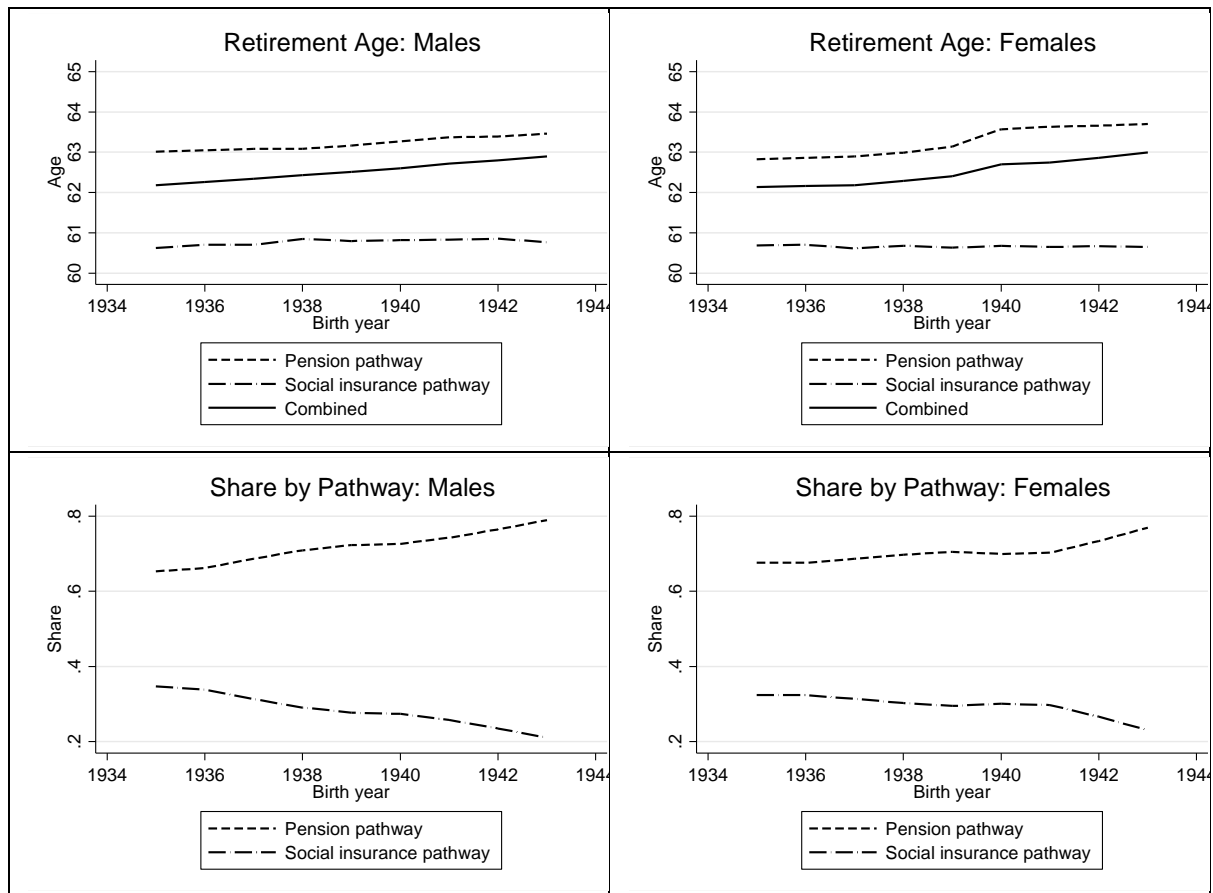 Retirement Age: Males
65
64
63
62
61
60
Age
1934 1936 1938 1940 1942 1944
Birth year
Pension pathway
Social insurance pathway
Combined
Retirement Age: Females
65
64
63
62
61
60
Age
1934 1936 1938 1940 1942 1944
Birth year
Pension pathway
Social insurance pathway
Combined
Share by Pathway: Males
.8
.6
.4
.2
Share
1934 1936 1938 1940 1942 1944
Birth year
Pension pathway
Social insurance pathway
Share by Pathway: Females
.8
.6
.4
.2
Share
1934 1936 1938 1940 1942 1944
Birth year
Pension pathway
Social insurance pathway